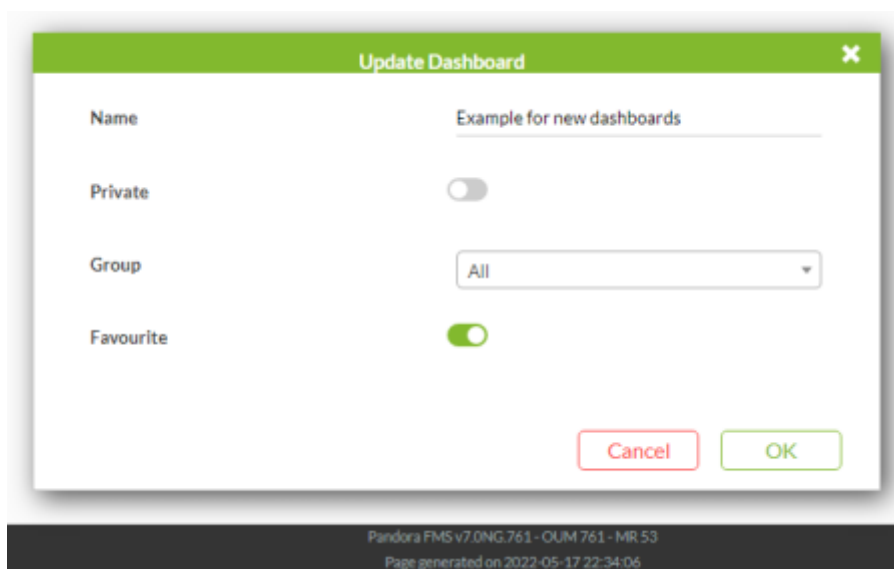 Update Dashboard
Name
Example for new dashboards
Private
Group
All
Favourite
Cancel
OK
Pandora FMS v7.0NG.761 - OUM 761 - MR 53
Page generated on 2022-05-17 22:34:06